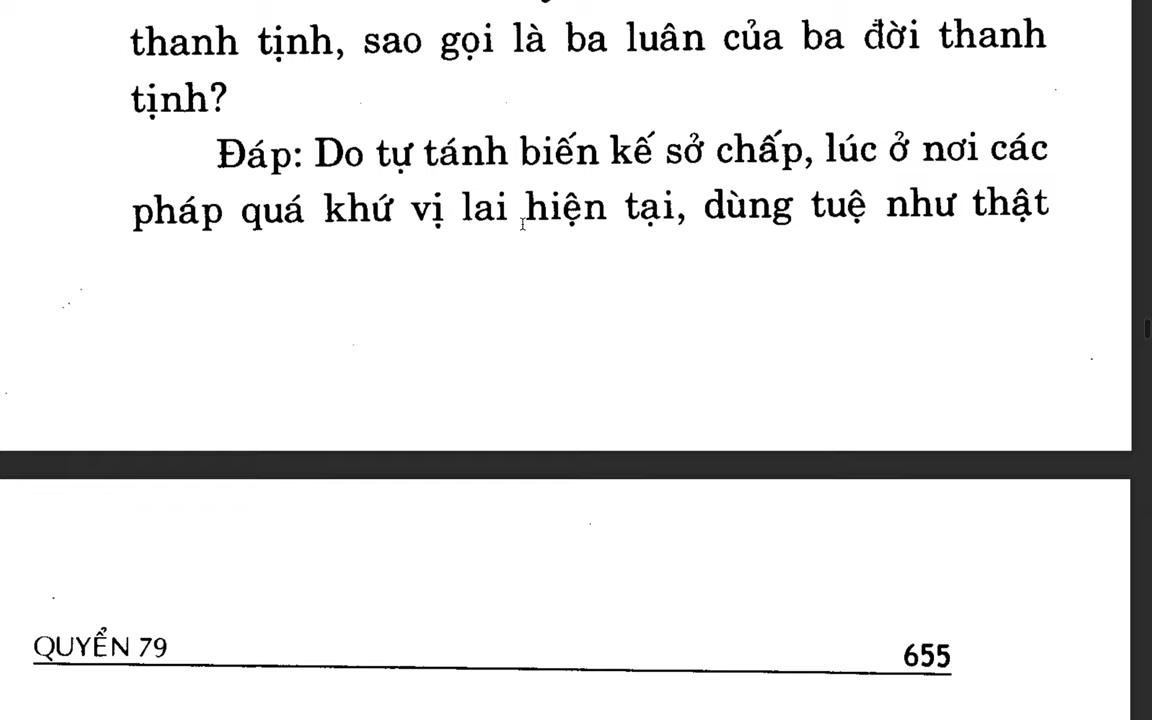 thanh tịnh, sao gọi là ba luân của ba đời thanh
tịnh?
Đáp: Do tự tánh biến kế sở chấp, lúc ở nơi các
pháp quá khứ vị lai hiện tại, dùng tuệ như thật
QUYỂN 79
655